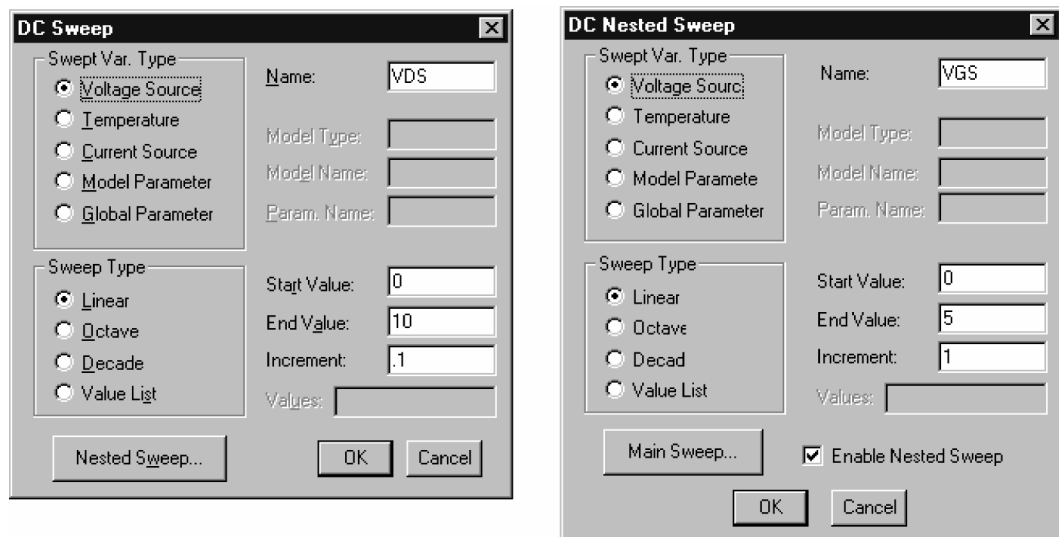 DC Sweep
Swept Var. Type
Voltage Source
Temperature
Current Source
Model Parameter
Global Parameter
Name: VDS
Model Type:
Model Name:
Param. Name:
Sweep Type
Linear
Octave
Decade
Value List
Start Value: 0
End Value: 10
Increment: .1
Values:
Nested Sweep...
OK
Cancel
DC Nested Sweep
Swept Var. Type
Voltage Sourc
Temperature
Current Source
Model Paramete
Global Parameter
Name: VGS
Model Type:
Model Name:
Param. Name:
Sweep Type
Linear
Octave
Decad
Value List
Start Value: 0
End Value: 5
Increment: 1
Values:
Main Sweep...
Enable Nested Sweep
OK
Cancel